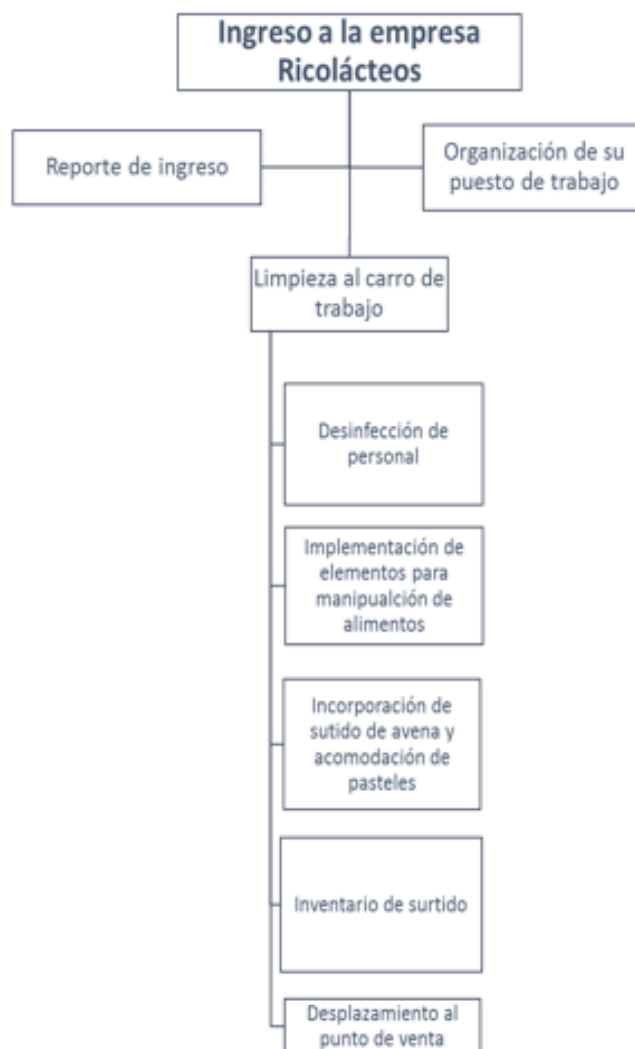 Ingreso a la empresa
Ricolácteos
Reporte de ingreso
Organización de su
puesto de trabajo
Limpieza al carro de
trabajo
Desinfección de
personal
Implementación de
elementos para
manipualción de
alimentos
Incorporación de
sutido de avena y
acomodación de
pasteles
Inventario de surtido
Desplazamiento al
punto de venta